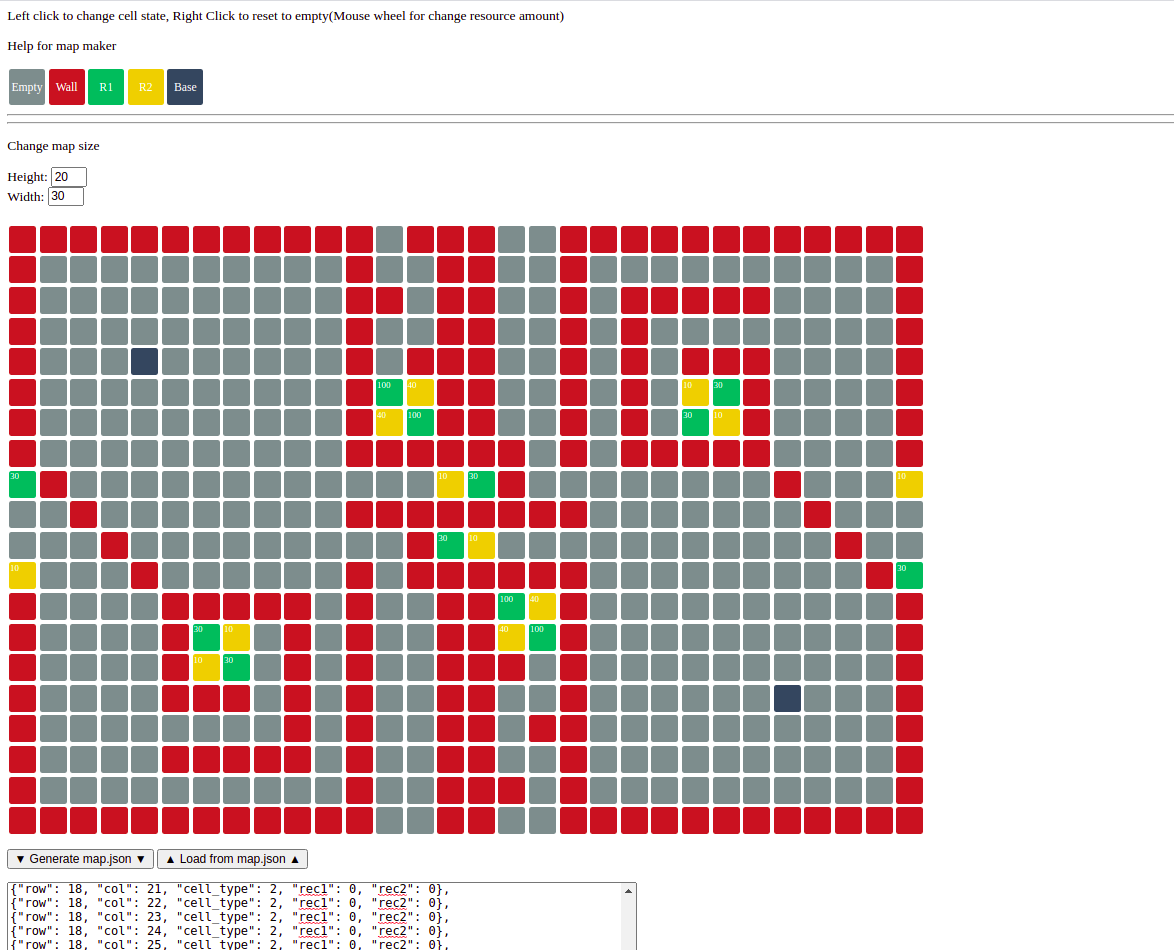 Left click to change cell state, Right Click to reset to empty(Mouse wheel for change resource amount)
Help for map maker
Empty Wall R1 R2 Base
Change map size
Height: 20
Width: 30
100 40 10 30
40 100 30 10
30 10 30 10
30 10
10 30
100 40
30 10 40 100
10 30
▼ Generate map.json ▼ ▲ Load from map.json ▲
{"row": 18, "col": 21, "cell_type": 2, "rec1": 0, "rec2": 0},
{"row": 18, "col": 22, "cell_type": 2, "rec1": 0, "rec2": 0},
{"row": 18, "col": 23, "cell_type": 2, "rec1": 0, "rec2": 0},
{"row": 18, "col": 24, "cell_type": 2, "rec1": 0, "rec2": 0},
{"row": 18, "col": 25, "cell_type": 2, "rec1": 0, "rec2": 0},